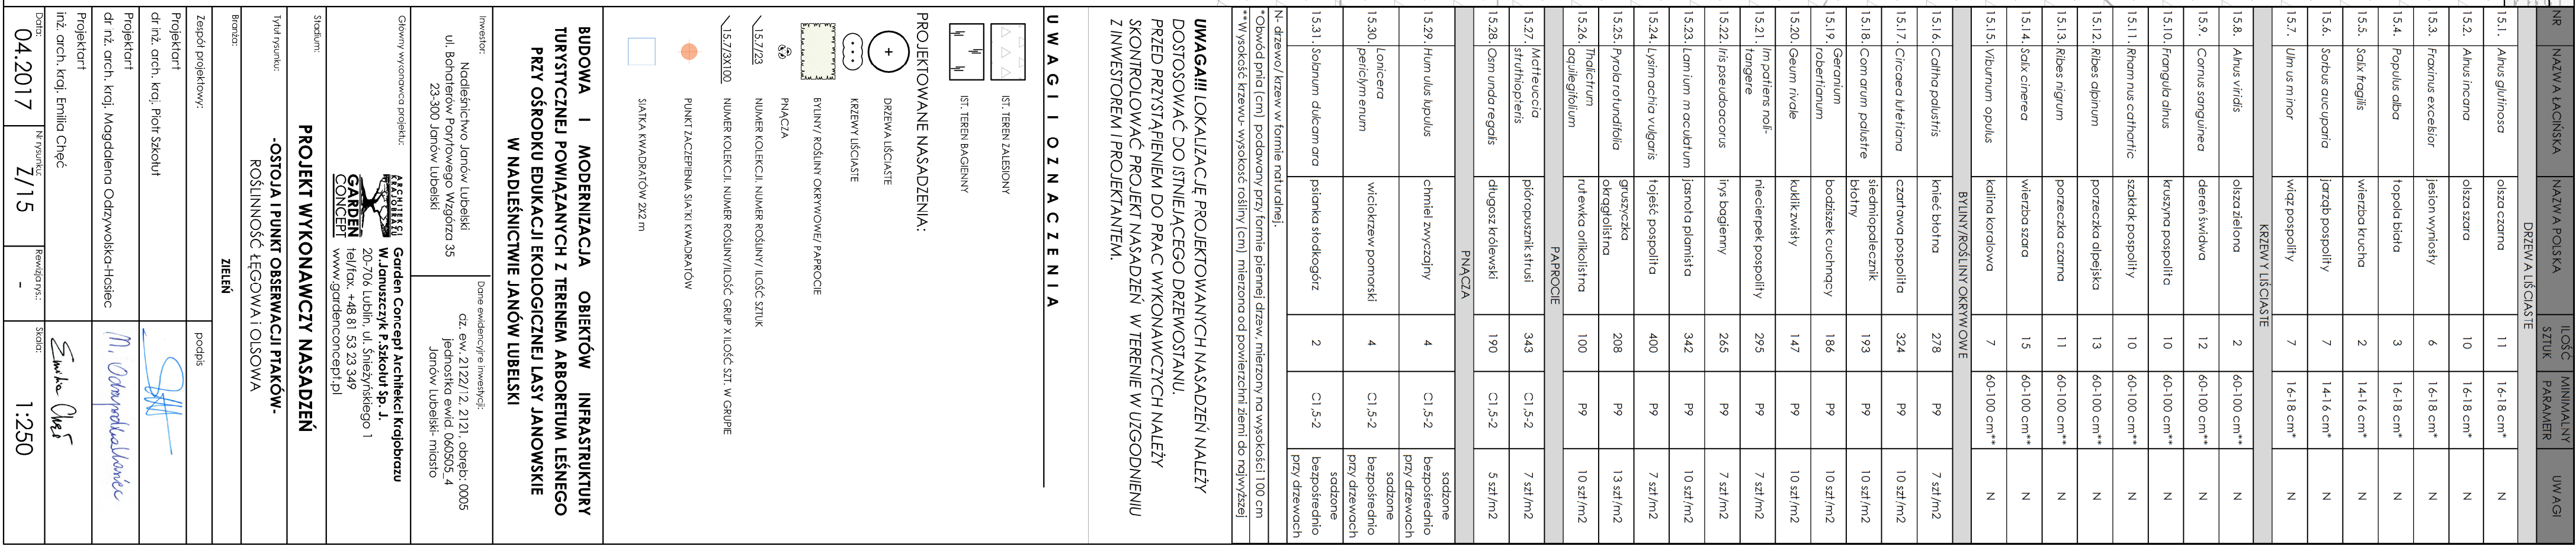 NR NAZWA ŁACIŃSKA NAZWA POLSKA ILOŚĆ SZTUK MINIMALNY PARAMETR UWAGI
DRZEWA LIŚCIASTE
15.1. Alnus glutinosa olsza czarna 11 16-18 cm* N
15.2. Alnus incana olsza szara 10 16-18 cm* N
15.3. Fraxinus excelsior jesion wyniosły 6 16-18 cm* N
15.4. Populus alba topola biała 3 16-18 cm* N
15.5. Salix fragilis wierzba krucha 2 14-16 cm* N
15.6. Sorbus aucuparia jarząb pospolity 7 14-16 cm* N
15.7. Ulmus minor wiąz pospolity 7 16-18 cm* N
KRZEWY LIŚCIASTE
15.8. Alnus viridis olsza zielona 2 60-100 cm** N
15.9. Cornus sanguinea dereń świdwa 12 60-100 cm** N
15.10. Frangula alnus kruszyna pospolita 10 60-100 cm** N
15.11. Rhamnus cathartic szakłak pospolity 10 60-100 cm** N
15.12. Ribes alpinum porzeczka alpejska 13 60-100 cm** N
15.13. Ribes nigrum porzeczka czarna 11 60-100 cm** N
15.14. Salix cinerea wierzba szara 15 60-100 cm** N
15.15. Viburnum opulus kalina koralowa 7 60-100 cm** N
BYLINY/ROŚLINY OKRYWOWE
15.16. Caltha palustris knieć błotna 278 P9 7 szt/m2
15.17. Circaea lutetiana czartawa pospolita 324 P9 10 szt/m2
15.18. Comarum palustre siedmiopalecznik błotny 193 P9 10 szt/m2
15.19. Geranium robertianum bodziszek cuchnący 186 P9 10 szt/m2
15.20. Geum rivale kuklik zwisły 147 P9 10 szt/m2
15.21. Impatiens noli-tangere niecierpek pospolity 295 P9 7 szt/m2
15.22. Iris pseudoacorus irys bagienny 265 P9 7 szt/m2
15.23. Lamium maculatum jasnota plamista 342 P9 10 szt/m2
15.24. Lysimachia vulgaris tojeść pospolita 400 P9 7 szt/m2
15.25. Pyrola rotundifolia gruszyczka okrągłolistna 208 P9 13 szt/m2
15.26. Thalictrum aquilegifolium rutewka orlikolistna 100 P9 10 szt/m2
PAPROCIE
15.27. Matteruccia struthiopteris pióropusznik strusi 343 C1,5-2 7 szt/m2
15.28. Osmunda regalis długosz królewski 190 C1,5-2 5 szt/m2
PNĄCZA
15.29. Humulus lupulus chmiel zwyczajny 4 C1,5-2 sadzone bezpośrednio przy drzewach
15.30. Lonicera periclymenum wiciokrzew pomorski 4 C1,5-2 sadzone bezpośrednio przy drzewach
15.31. Solanum dulcamara psianka słodkogórz 2 C1,5-2 sadzone bezpośrednio przy drzewach
N- drzewo/ krzew w formie naturalnej.
*Obwód pnia (cm) podawany przy formie piennej drzew, mierzony na wysokości 100 cm
**Wysokość krzewu- wysokość rośliny (cm) mierzona od powierzchni ziemi do najwyższej
UWAGA!!! LOKALIZACJĘ PROJEKTOWANYCH NASADZEŃ NALEŻY
DOSTOSOWAĆ DO ISTNIEJĄCEGO DRZEWOSTANU.
PRZED PRZYSTĄPIENIEM DO PRAC WYKONAWCZYCH NALEŻY
SKONTROLOWAĆ PROJEKT NASADZEŃ W TERENIE W UZGODNIENIU
Z INWESTOREM I PROJEKTANTEM.
UWAGI I OZNACZENIA
IST. TEREN ZALESIONY
IST. TEREN BAGIENNY
PROJEKTOWANE NASADZENIA:
DRZEWA LIŚCIASTE
KRZEWY LIŚCIASTE
BYLINY/ ROŚLINY OKRYWOWE/ PAPROCIE
PNĄCZA
15.7/23 NUMER KOLEKCJI. NUMER ROŚLINY/ ILOŚĆ SZTUK
15.7/3X100 NUMER KOLEKCJI. NUMER ROŚLINY/ILOŚĆ GRUP X ILOŚĆ SZT. W GRUPIE
PUNKT ZACZEPIENIA SIATKI KWADRATÓW
SIATKA KWADRATÓW 2X2 m
BUDOWA I MODERNIZACJA OBIEKTÓW INFRASTRUKTURY
TURYSTYCZNEJ POWIĄZANYCH Z TERENEM ARBORETUM LEŚNEGO
PRZY OŚRODKU EDUKACJI EKOLOGICZNEJ LASY JANOWSKIE
W NADLEŚNICTWIE JANÓW LUBELSKI
Inwestor:
Nadleśnictwo Janów Lubelski
ul. Bohaterów Porytowego Wzgórza 35
23-300 Janów Lubelski
Dane ewidencyjne inwestycji:
dz. ew. 2122/12, 2121, obręb: 0005
jednostka ewid. 060505_4
Janów Lubelski- miasto
Główny wykonawca projektu:
ARCHITEKCI KRAJOBRAZU
GARDEN
CONCEPT
Garden Concept Architekci Krajobrazu
W.Januszczyk P.Szkołut Sp. J.
20-706 Lublin, ul. Śnieżyńskiego 1
tel/fax. +48 81 53 23 349
www.gardenconcept.pl
Stadium:
PROJEKT WYKONAWCZY NASADZEŃ
Tytuł rysunku:
-OSTOJA I PUNKT OBSERWACJI PTAKÓW-
ROŚLINNOŚĆ ŁĘGOWA i OLSOWA
Branża:
ZIELEŃ
Zespół projektowy: podpis
Projektant
dr inż. arch. kraj. Piotr Szkołut
Projektant
dr inż. arch. kraj. Magdalena Odrzywolska-Hasiec
Projektant
inż. arch. kraj. Emilia Chęć
Emilia Chęć
Data: 04.2017
Nr rysunku: Z/15
Rewizja rys.: -
Skala: 1:250